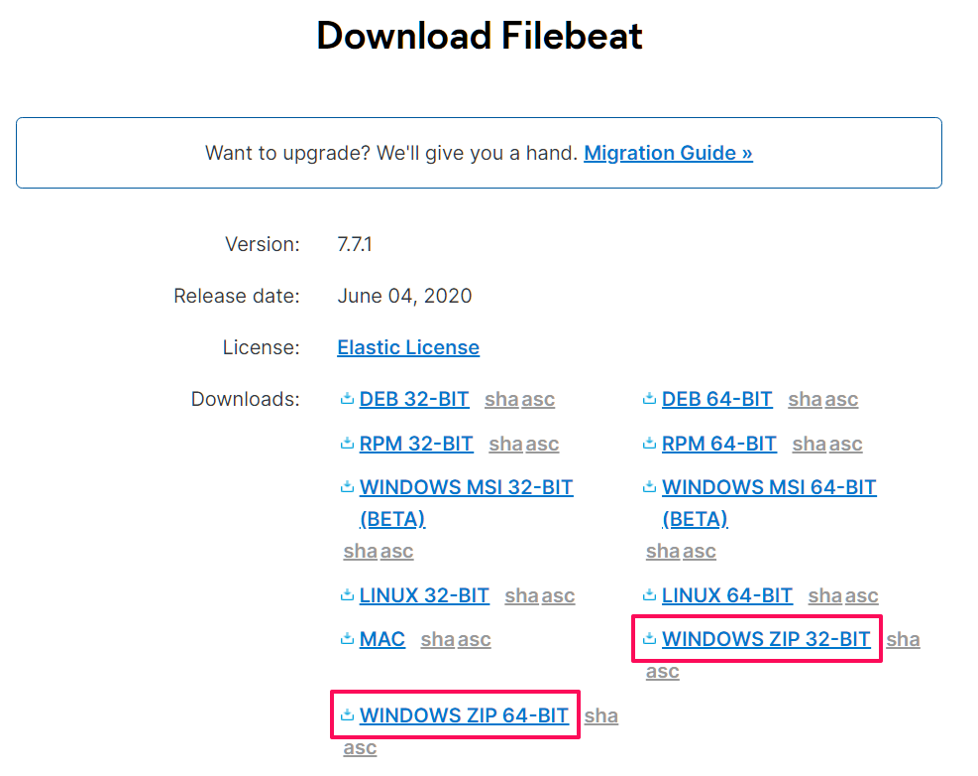 Download Filebeat
Want to upgrade? We'll give you a hand. Migration Guide »
Version: 7.7.1
Release date: June 04, 2020
License: Elastic License
Downloads: DEB 32-BIT sha asc DEB 64-BIT sha asc
RPM 32-BIT sha asc RPM 64-BIT sha asc
WINDOWS MSI 32-BIT WINDOWS MSI 64-BIT
(BETA) (BETA)
sha asc sha asc
LINUX 32-BIT sha asc LINUX 64-BIT sha asc
MAC sha asc WINDOWS ZIP 32-BIT sha
asc
WINDOWS ZIP 64-BIT sha
asc